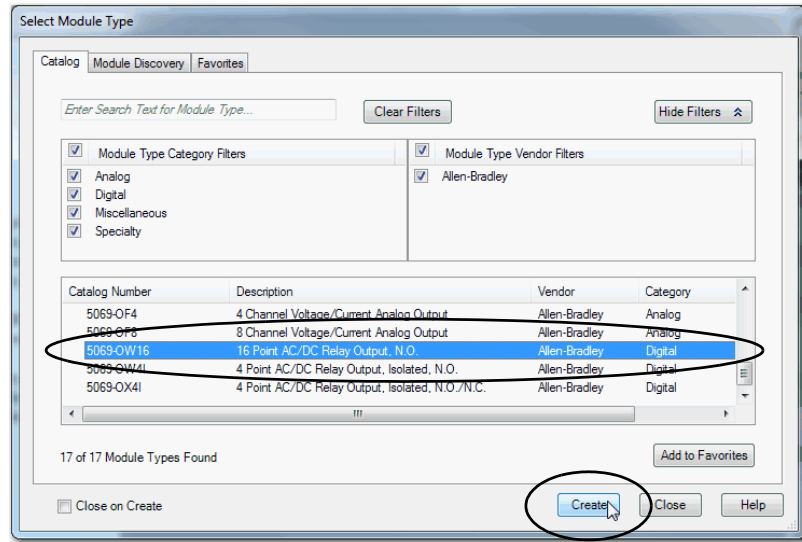 Select Module Type
Catalog Module Discovery Favorites
Enter Search Text for Module Type... Clear Filters Hide Filters
Module Type Category Filters Module Type Vendor Filters
Analog Allen-Bradley
Digital
Miscellaneous
Specialty
Catalog Number Description Vendor Category
5069-OF4 4 Channel Voltage/Current Analog Output Allen-Bradley Analog
5069-OF8 8 Channel Voltage/Current Analog Output Allen-Bradley Analog
5069-OW16 16 Point AC/DC Relay Output, N.O. Allen-Bradley Digital
5069-OW4I 4 Point AC/DC Relay Output, Isolated, N.O. Allen-Bradley Digital
5069-OX4I 4 Point AC/DC Relay Output, Isolated, N.O./N.C. Allen-Bradley Digital
17 of 17 Module Types Found Add to Favorites
Close on Create Create Close Help